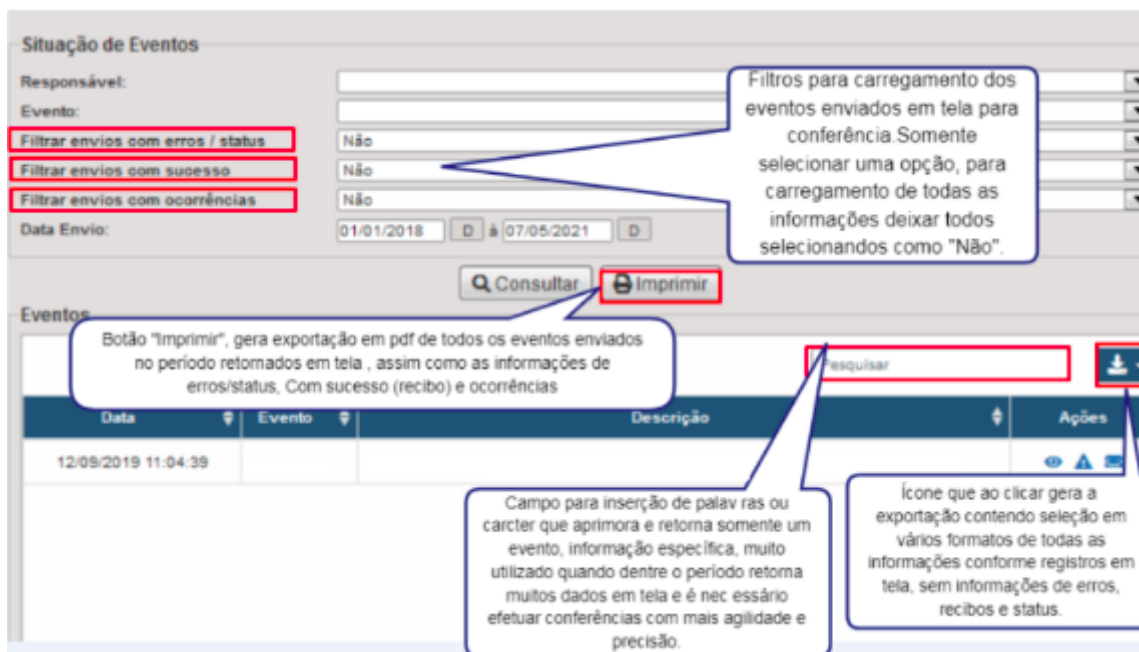 Situação de Eventos
Responsável:
Evento:
Filtrar envios com erros / status Não
Filtrar envios com sucesso Não
Filtrar envios com ocorrências Não
Data Envio: 01/01/2018 D à 07/05/2021 D
Filtros para carregamento dos
eventos enviados em tela para
conferência.Somente
selecionar uma opção, para
carregamento de todas as
informações deixar todos
selecionandos como "Não".
Consultar Imprimir
Eventos
Botão "Imprimir", gera exportação em pdf de todos os eventos enviados
no período retornados em tela , assim como as informações de
erros/status, Com sucesso (recibo) e ocorrências
Pesquisar
Data Evento Descrição Ações
12/09/2019 11:04:39
Campo para inserção de palav ras ou
carcter que aprimora e retorna somente um
evento, informação específica, muito
utilizado quando dentre o período retorna
muitos dados em tela e é nec essário
efetuar conferências com mais agilidade e
precisão.
Ícone que ao clicar gera a
exportação contendo seleção em
vários formatos de todas as
informações conforme registros em
tela, sem informações de erros,
recibos e status.